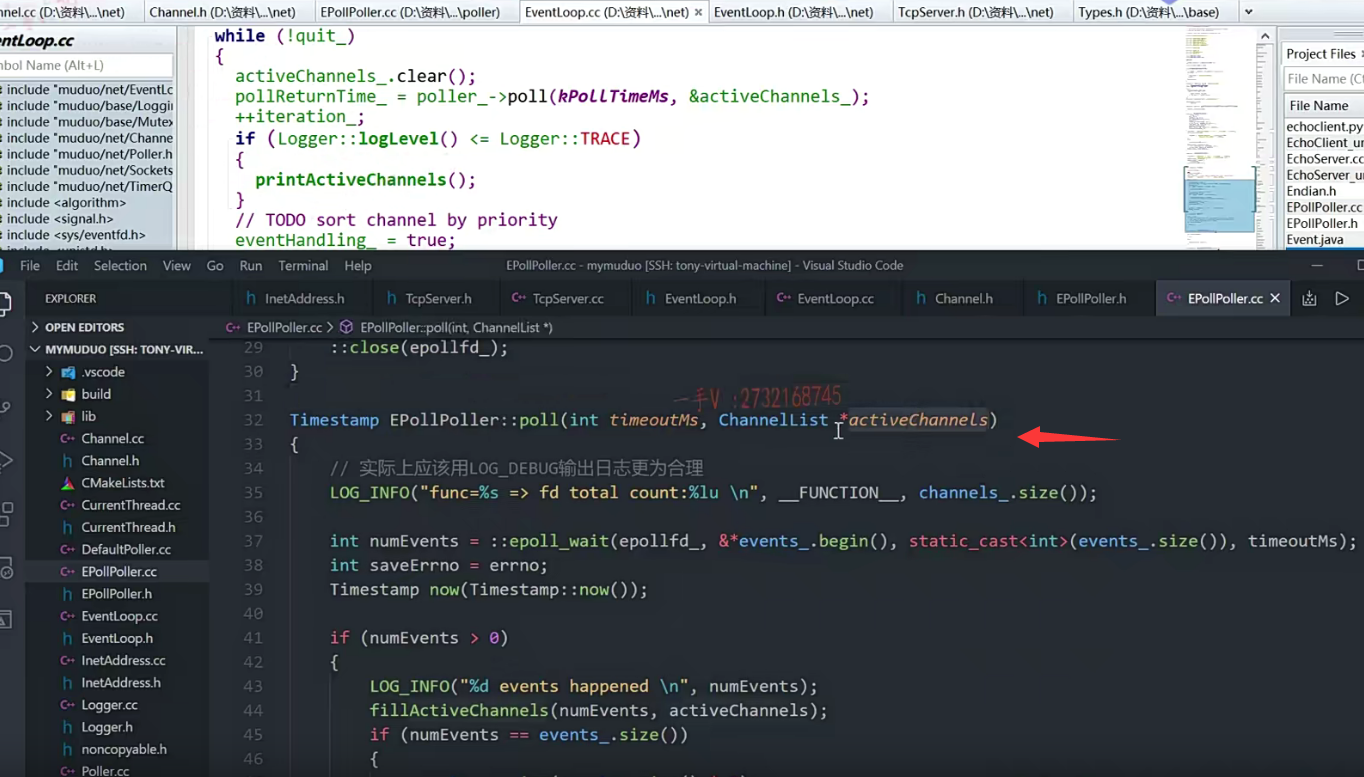 nel.cc (D:\资料\...\net)
Channel.h (D:\资料\...\net)
EPollPoller.cc (D:\资料\...\poller)
EventLoop.cc (D:\资料\...\net) ×
EventLoop.h (D:\资料\...\net)
TcpServer.h (D:\资料\...\net)
Types.h (D:\资料\...\base)
entLoop.cc
nbol Name (Alt+L)
include "muduo/net/EventLc
include "muduo/base/Loggin
include "muduo/base/Mutex
include "muduo/net/Channe
include "muduo/net/Poller.h
include "muduo/net/Sockets
include "muduo/net/TimerQ
include <algorithm>
include <signal.h>
include <sys/eventfd.h>
while (!quit_)
{
activeChannels_.clear();
pollReturnTime_ = poller_->poll(kPollTimeMs, &activeChannels_);
++iteration_;
if (Logger::logLevel() <= Logger::TRACE)
{
printActiveChannels();
}
// TODO sort channel by priority
eventHandling_ = true;
Project Files
File Name (Ct
File Name
echoclient.py
EchoClient_un
EchoServer.cc
EchoServer_u
Endian.h
EPollPoller.cc
EPollPoller.h
Event.java
File Edit Selection View Go Run Terminal Help
EPollPoller.cc - mymuduo [SSH: tony-virtual-machine] - Visual Studio Code
EXPLORER
InetAddress.h
TcpServer.h
TcpServer.cc
EventLoop.h
EventLoop.cc
Channel.h
EPollPoller.h
EPollPoller.cc
OPEN EDITORS
MYMUDUO [SSH: TONY-VIR...
.vscode
build
lib
Channel.cc
Channel.h
CMakeLists.txt
CurrentThread.cc
CurrentThread.h
DefaultPoller.cc
EPollPoller.cc
EPollPoller.h
EventLoop.cc
EventLoop.h
InetAddress.cc
InetAddress.h
Logger.cc
Logger.h
noncopyable.h
Poller.cc
EPollPoller.cc > EPollPoller::poll(int, ChannelList *)
29 ::close(epollfd_);
30 }
31
一手V :2732168745
32 Timestamp EPollPoller::poll(int timeoutMs, ChannelList *activeChannels)
33 {
34 // 实际上应该用LOG_DEBUG输出日志更为合理
35 LOG_INFO("func=%s => fd total count:%lu \n", __FUNCTION__, channels_.size());
36
37 int numEvents = ::epoll_wait(epollfd_, &*events_.begin(), static_cast<int>(events_.size()), timeoutMs);
38 int saveErrno = errno;
39 Timestamp now(Timestamp::now());
40
41 if (numEvents > 0)
42 {
43 LOG_INFO("%d events happened \n", numEvents);
44 fillActiveChannels(numEvents, activeChannels);
45 if (numEvents == events_.size())
46 {